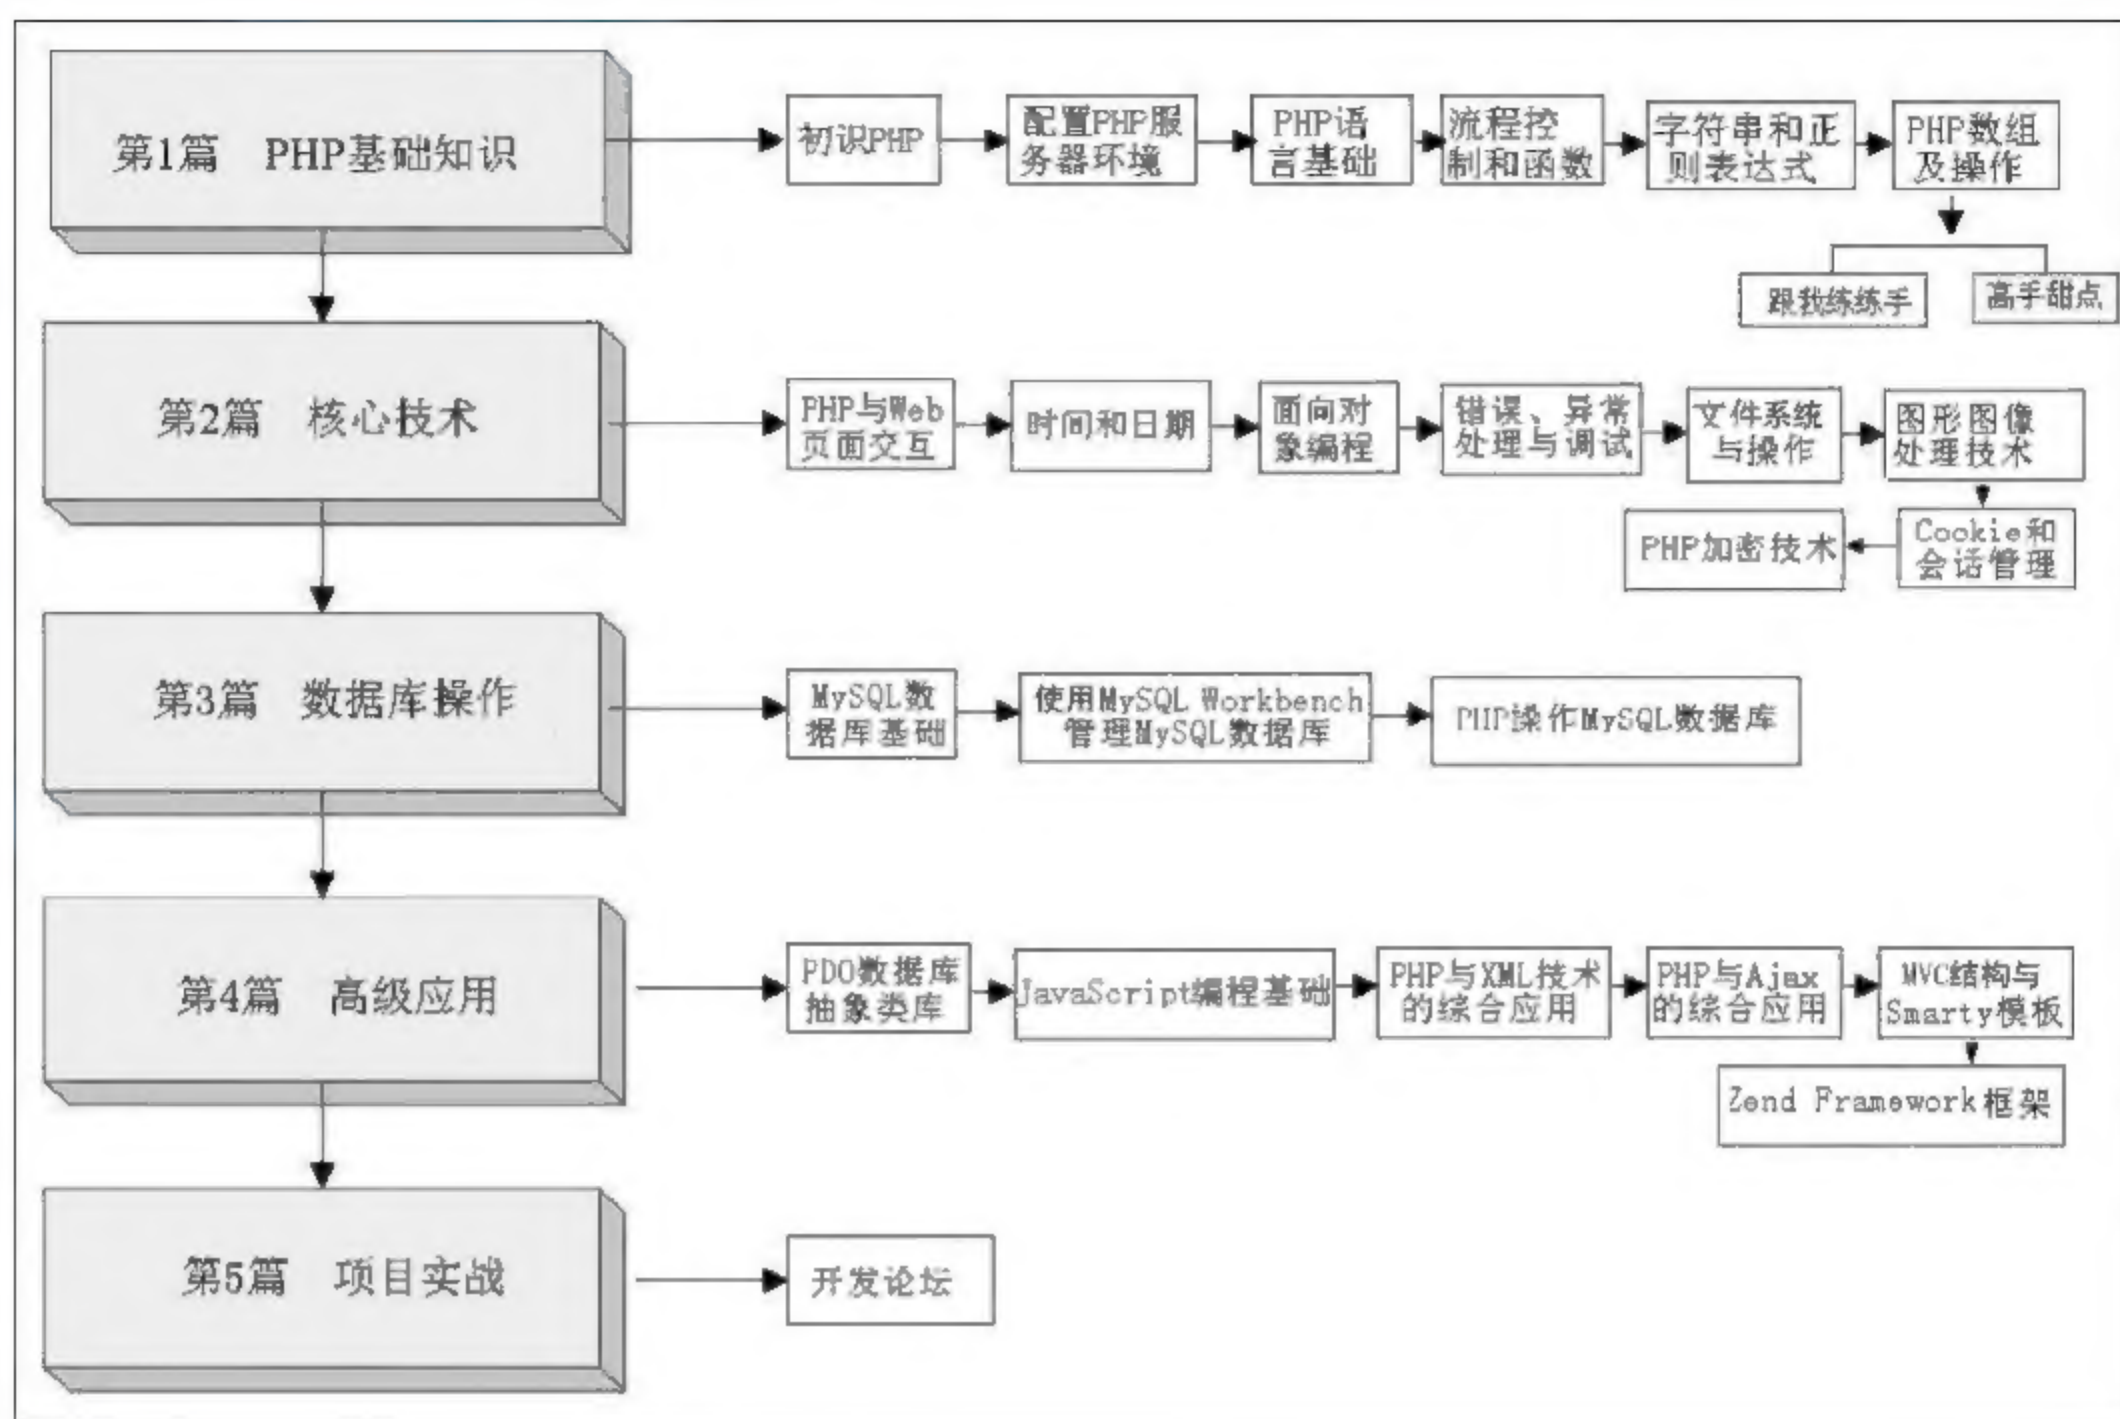 第1篇 PHP基础知识
初识PHP
配置PHP服
务器环境
PHP语
言基础
流程控
制和函数
字符串和正
则表达式
PHP数组
及操作
跟我练练手
高手甜点
第2篇 核心技术
PHP与Web
页面交互
时间和日期
面向对
象编程
错误、异常
处理与调试
文件系统
与操作
图形图像
处理技术
Cookie和
会话管理
PHP加密技术
第3篇 数据库操作
MySQL数
据库基础
使用MySQL Workbench
管理MySQL数据库
PHP操作MySQL数据库
第4篇 高级应用
PDO数据库
抽象类库
JavaScript编程基础
PHP与XML技术
的综合应用
PHP与Ajax
的综合应用
MVC结构与
Smarty模板
Zend Framework框架
第5篇 项目实战
开发论坛